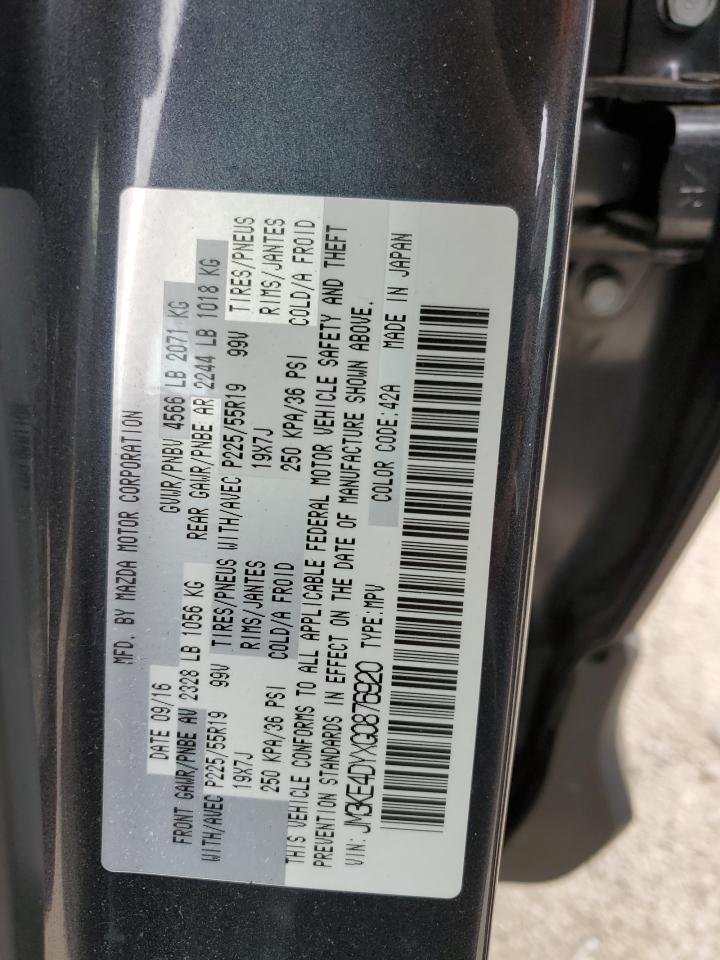 MFD. BY MAZDA MOTOR CORPORATION
DATE 09/16 GVWR/PNBV 4566 LB 2071 KG
FRONT GAWR/PNBE AV 2328 LB 1056 KG REAR GAWR/PNBE AR 2244 LB 1018 KG
WITH/AVEC P225/55R19 99V TIRES/PNEUS WITH/AVEC P225/55R19 99V TIRES/PNEUS
19X7J RIMS/JANTES 19X7J RIMS/JANTES
250 KPA/36 PSI COLD/A FROID 250 KPA/36 PSI COLD/A FROID
THIS VEHICLE CONFORMS TO ALL APPLICABLE FEDERAL MOTOR VEHICLE SAFETY AND THEFT
PREVENTION STANDARDS IN EFFECT ON THE DATE OF MANUFACTURE SHOWN ABOVE.
VIN: JM3KE4DYXG0876920 TYPE:MPV COLOR CODE:42A MADE IN JAPAN